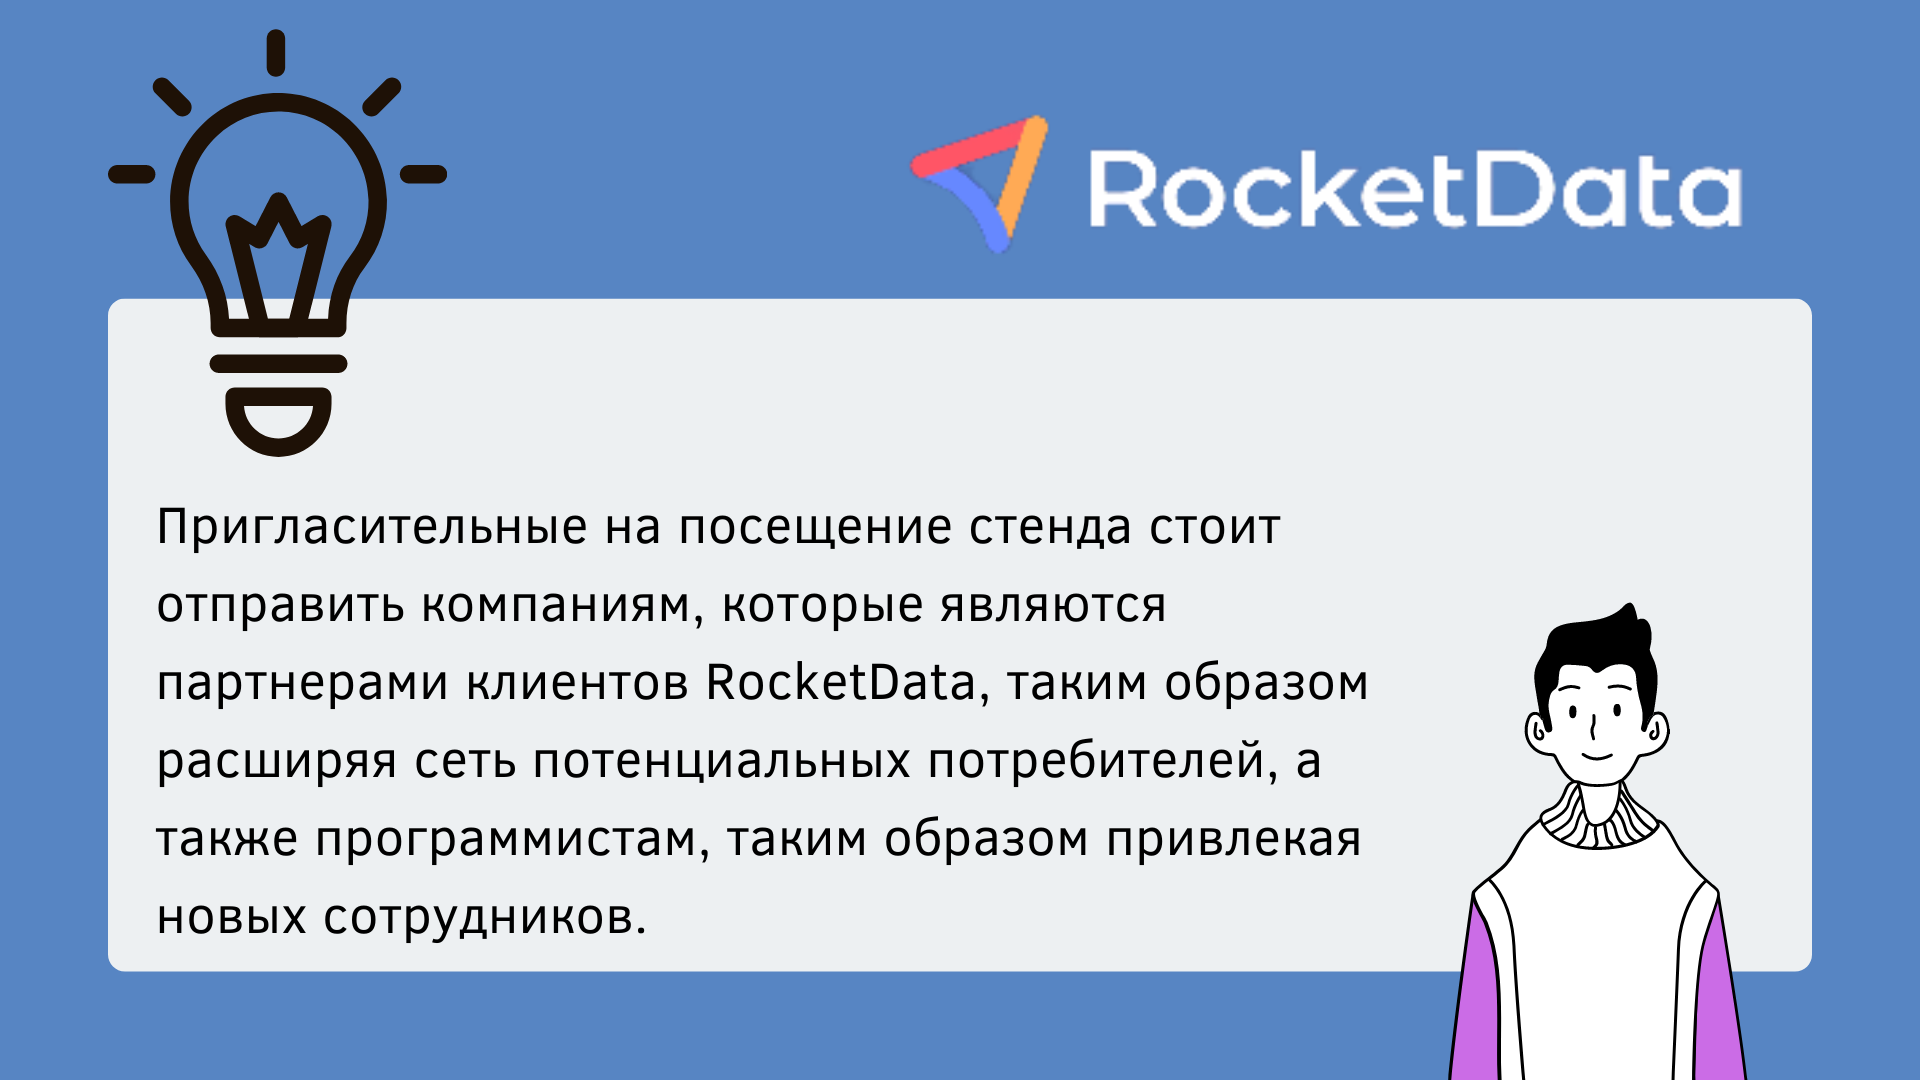 RocketData
Пригласительные на посещение стенда стоит
отправить компаниям, которые являются
партнерами клиентов RocketData, таким образом
расширяя сеть потенциальных потребителей, а
также программистам, таким образом привлекая
новых сотрудников.